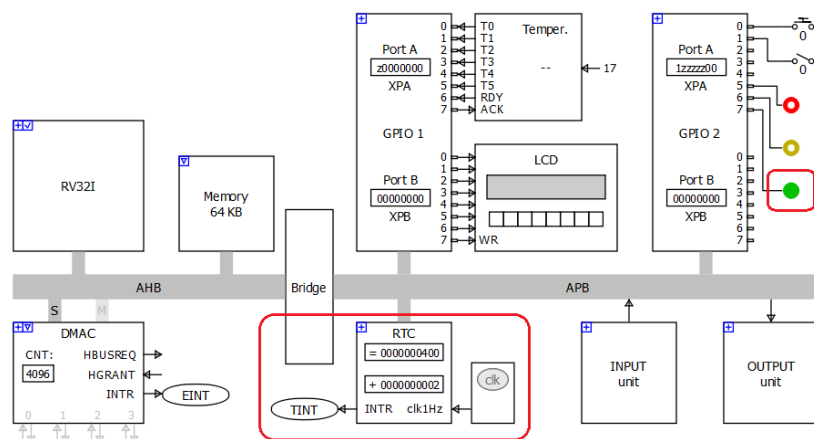 0 T0 Temper.
1 T1
2 T2
3 T3
4 T4
5 T5
6 RDY
7 ACK
Port A
z0000000
XPA
--
17
GPIO 1
0
1
2
3
4
5
6
7 WR
Port B
00000000
XPB
LCD
0
1
2
3
4
5
6
7
Port A
1zzzzz00
XPA
0
0
GPIO 2
0
1
2
3
4
5
6
7
Port B
00000000
XPB
RV32I
Memory
64 KB
Bridge
AHB
APB
S M
DMAC
CNT:
4096
HBUSREQ
HGRANT
INTR
EINT
0 1 2 3
RTC
= 0000000400
+ 0000000002
INTR clk1Hz
TINT
clk
INPUT
unit
OUTPUT
unit